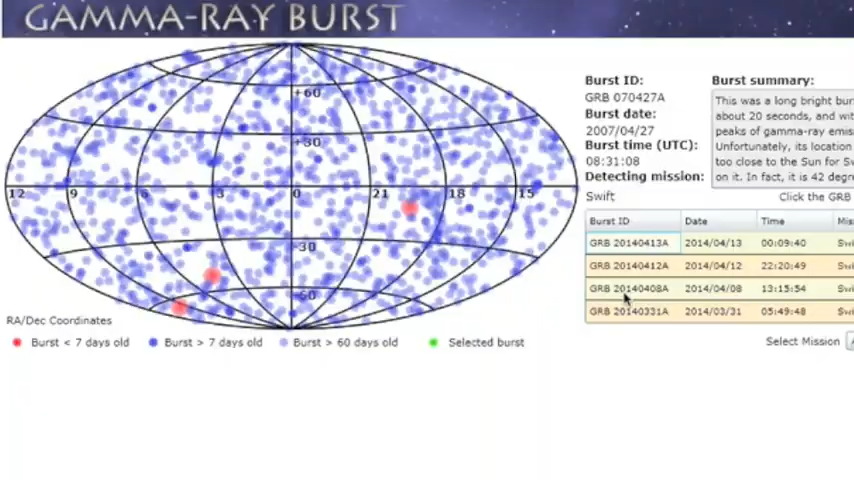 GAMMA-RAY BURST
+60
+30
12 9 6 3 0 21 18 15
-30
-60
RA/Dec Coordinates
Burst < 7 days old
Burst > 7 days old
Burst > 60 days old
Selected burst
Burst ID:
GRB 070427A
Burst date:
2007/04/27
Burst time (UTC):
08:31:08
Detecting mission:
Swift
Burst summary:
This was a long bright bur
about 20 seconds, and wit
peaks of gamma-ray emis
Unfortunately, its location
too close to the Sun for Sw
on it. In fact, it is 42 degr
Click the GRB
Burst ID Date Time Mis
GRB 20140413A 2014/04/13 00:09:40 Swi
GRB 20140412A 2014/04/12 22:20:49 Swi
GRB 20140408A 2014/04/08 13:15:54 Swi
GRB 20140331A 2014/03/31 05:49:48 Swi
Select Mission A